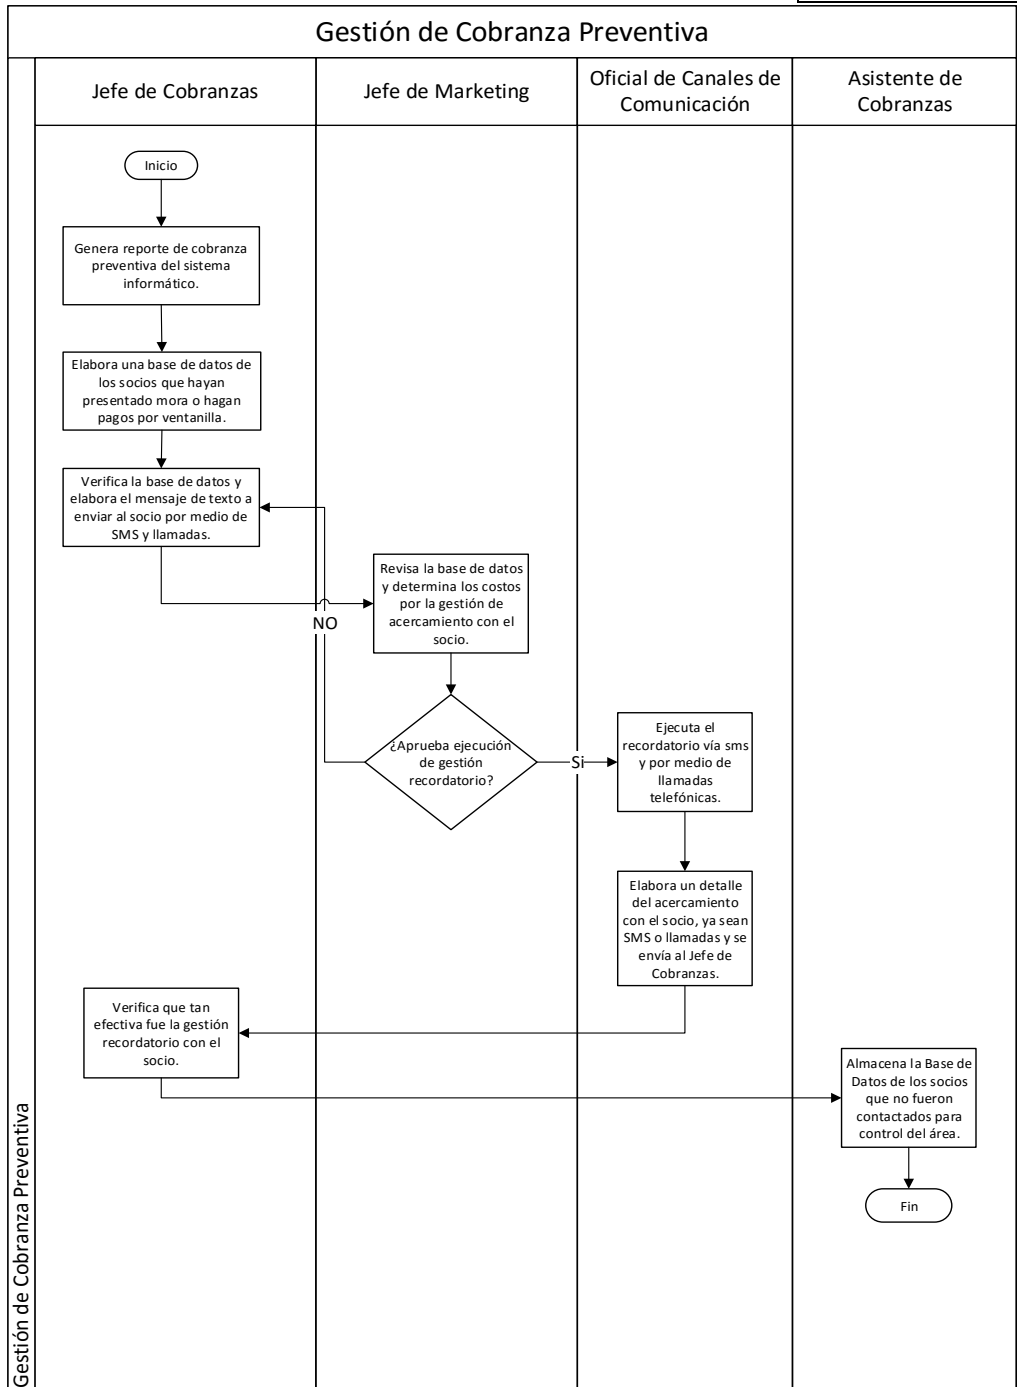 Gestión de Cobranza Preventiva
Jefe de Cobranzas
Jefe de Marketing
Oficial de Canales de
Comunicación
Asistente de
Cobranzas
Inicio
Genera reporte de cobranza
preventiva del sistema
informático.
Elabora una base de datos de
los socios que hayan
presentado mora o hagan
pagos por ventanilla.
Verifica la base de datos y
elabora el mensaje de texto a
enviar al socio por medio de
SMS y llamadas.
Revisa la base de datos
y determina los costos
por la gestión de
acercamiento con el
socio.
NO
¿Aprueba ejecución
de gestión
recordatorio?
Si
Ejecuta el
recordatorio vía sms
y por medio de
llamadas
telefónicas.
Elabora un detalle
del acercamiento
con el socio, ya sean
SMS o llamadas y se
envía al Jefe de
Cobranzas.
Verifica que tan
efectiva fue la gestión
recordatorio con el
socio.
Almacena la Base de
Datos de los socios
que no fueron
contactados para
control del área.
Fin
Gestión de Cobranza Preventiva